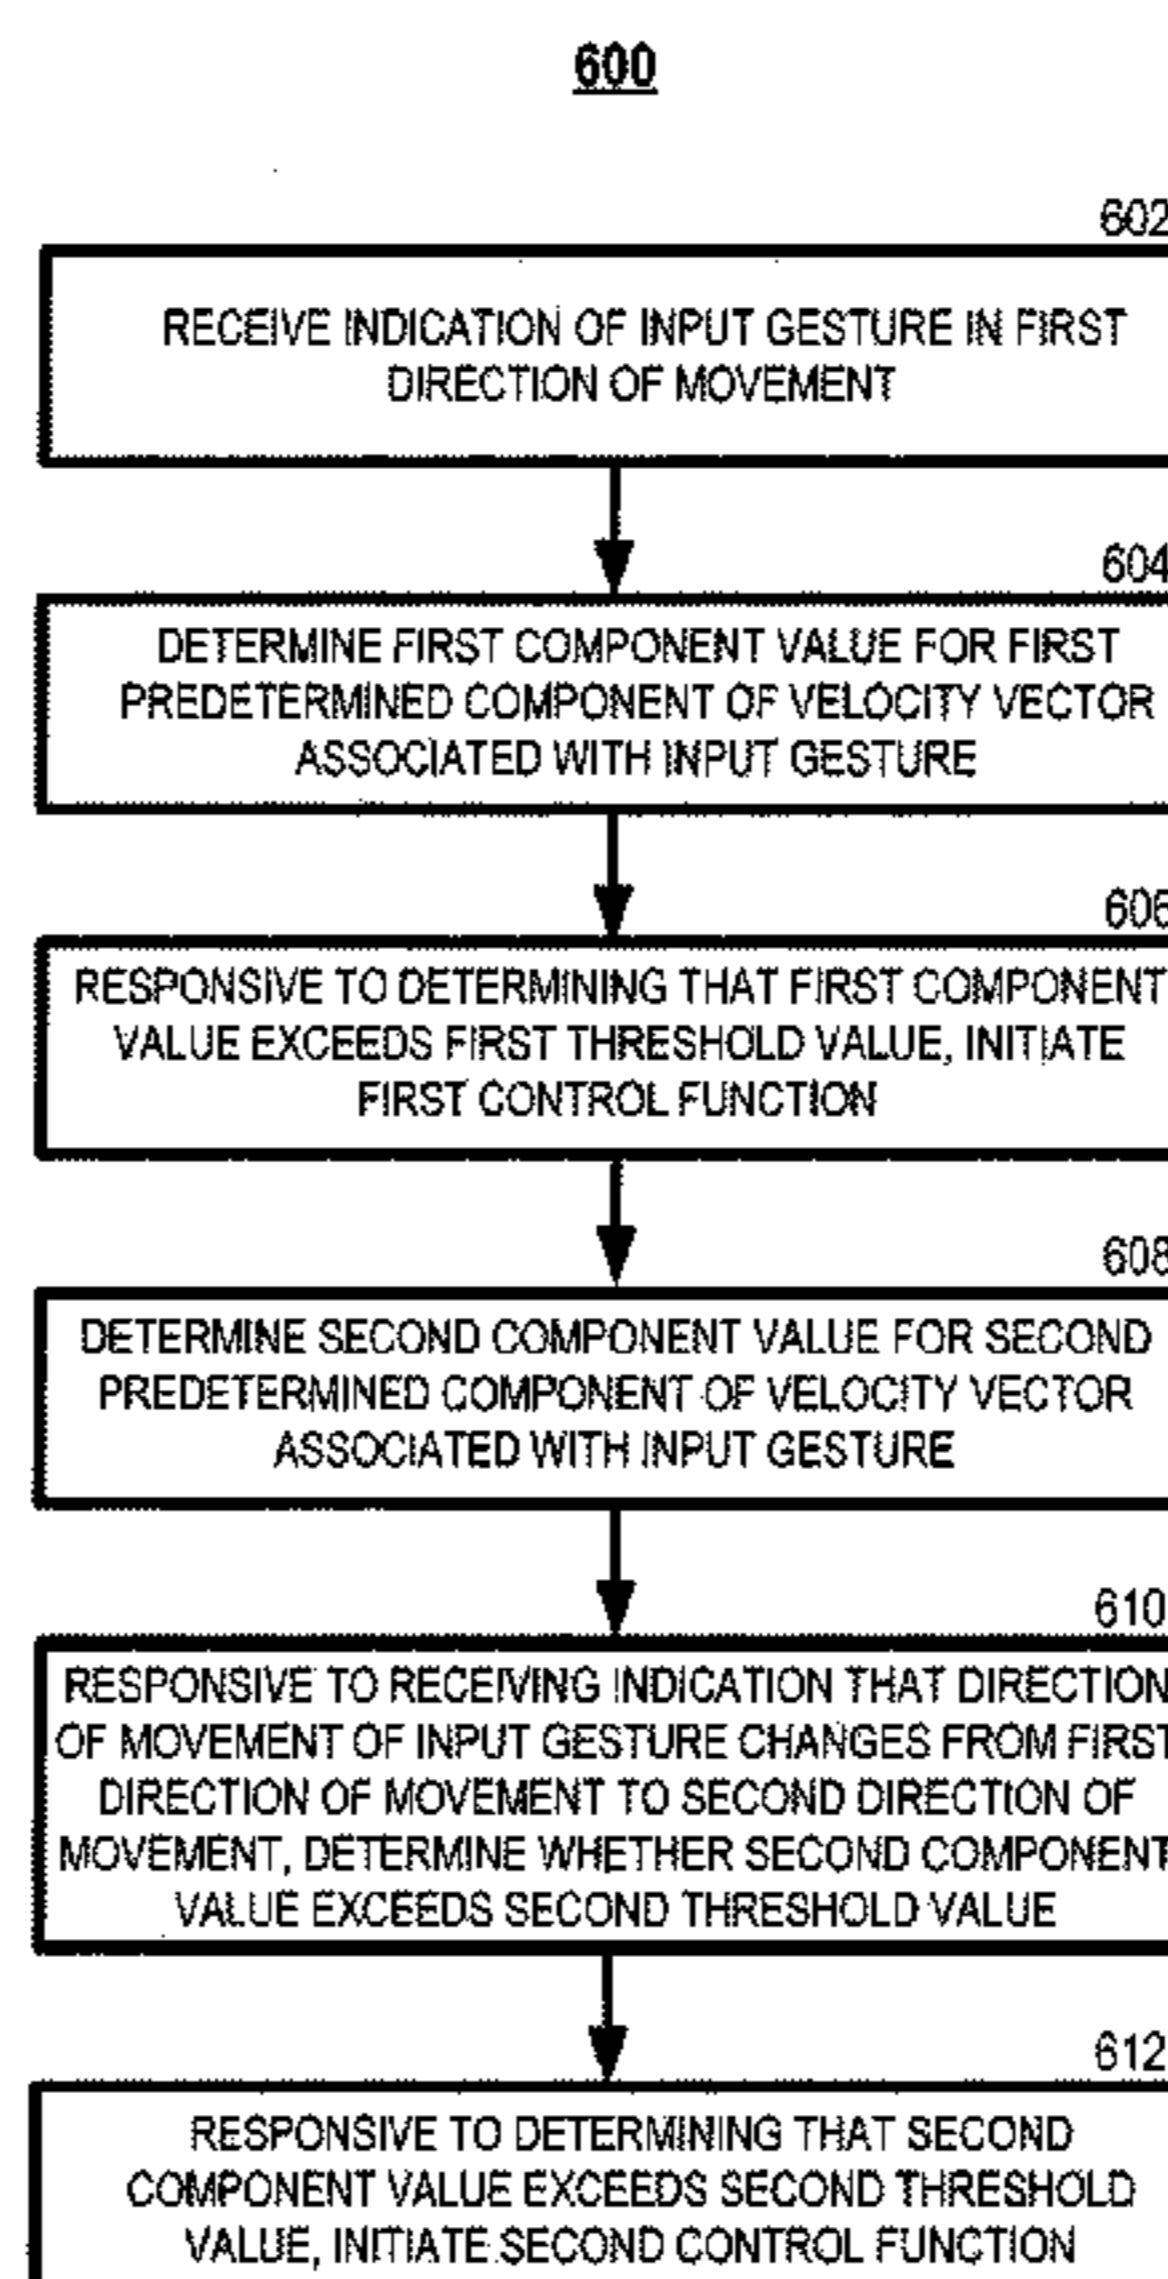 600
602
RECEIVE INDICATION OF INPUT GESTURE IN FIRST
DIRECTION OF MOVEMENT
604
DETERMINE FIRST COMPONENT VALUE FOR FIRST
PREDETERMINED COMPONENT OF VELOCITY VECTOR
ASSOCIATED WITH INPUT GESTURE
606
RESPONSIVE TO DETERMINING THAT FIRST COMPONENT
VALUE EXCEEDS FIRST THRESHOLD VALUE, INITIATE
FIRST CONTROL FUNCTION
608
DETERMINE SECOND COMPONENT VALUE FOR SECOND
PREDETERMINED COMPONENT OF VELOCITY VECTOR
ASSOCIATED WITH INPUT GESTURE
610
RESPONSIVE TO RECEIVING INDICATION THAT DIRECTION
OF MOVEMENT OF INPUT GESTURE CHANGES FROM FIRST
DIRECTION OF MOVEMENT TO SECOND DIRECTION OF
MOVEMENT, DETERMINE WHETHER SECOND COMPONENT
VALUE EXCEEDS SECOND THRESHOLD VALUE
612
RESPONSIVE TO DETERMINING THAT SECOND
COMPONENT VALUE EXCEEDS SECOND THRESHOLD
VALUE, INITIATE SECOND CONTROL FUNCTION